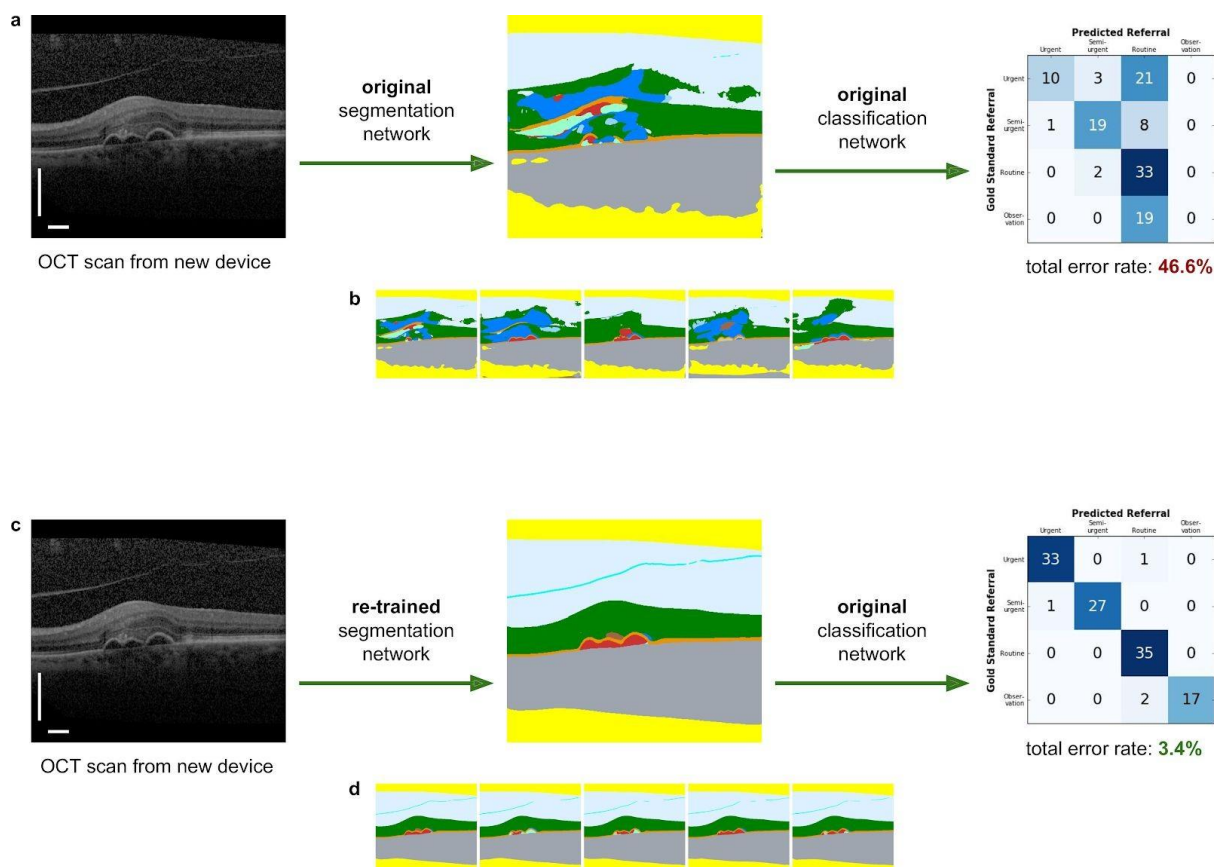 a
original
segmentation
network
original
classification
network
OCT scan from new device
Predicted Referral
Urgent
Semi-
urgent
Routine
Obser-
vation
Gold Standard Referral
Urgent
10 3 21 0
Semi-
urgent
1 19 8 0
Routine
0 2 33 0
Obser-
vation
0 0 19 0
total error rate: 46.6%
b
c
re-trained
segmentation
network
original
classification
network
OCT scan from new device
Predicted Referral
Urgent
Semi-
urgent
Routine
Obser-
vation
Gold Standard Referral
Urgent
33 0 1 0
Semi-
urgent
1 27 0 0
Routine
0 0 35 0
Obser-
vation
0 0 2 17
total error rate: 3.4%
d